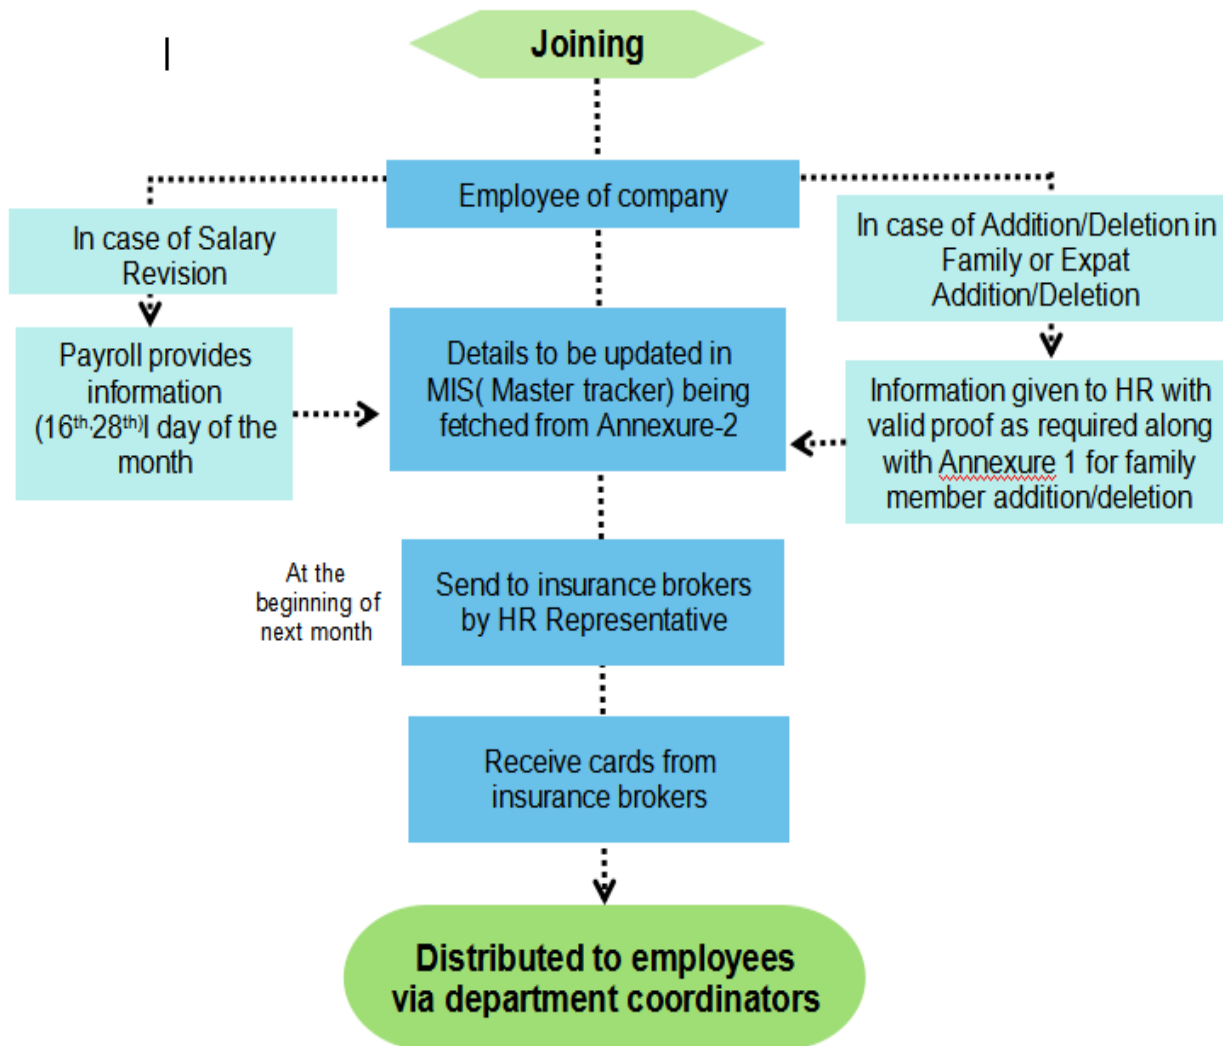 Joining
Employee of company
In case of Salary
Revision
In case of Addition/Deletion in
Family or Expat
Addition/Deletion
Payroll provides
information
(16th,28th)l day of the
month
Details to be updated in
MIS( Master tracker) being
fetched from Annexure-2
Information given to HR with
valid proof as required along
with Annexure 1 for family
member addition/deletion
At the
beginning of
next month
Send to insurance brokers
by HR Representative
Receive cards from
insurance brokers
Distributed to employees
via department coordinators